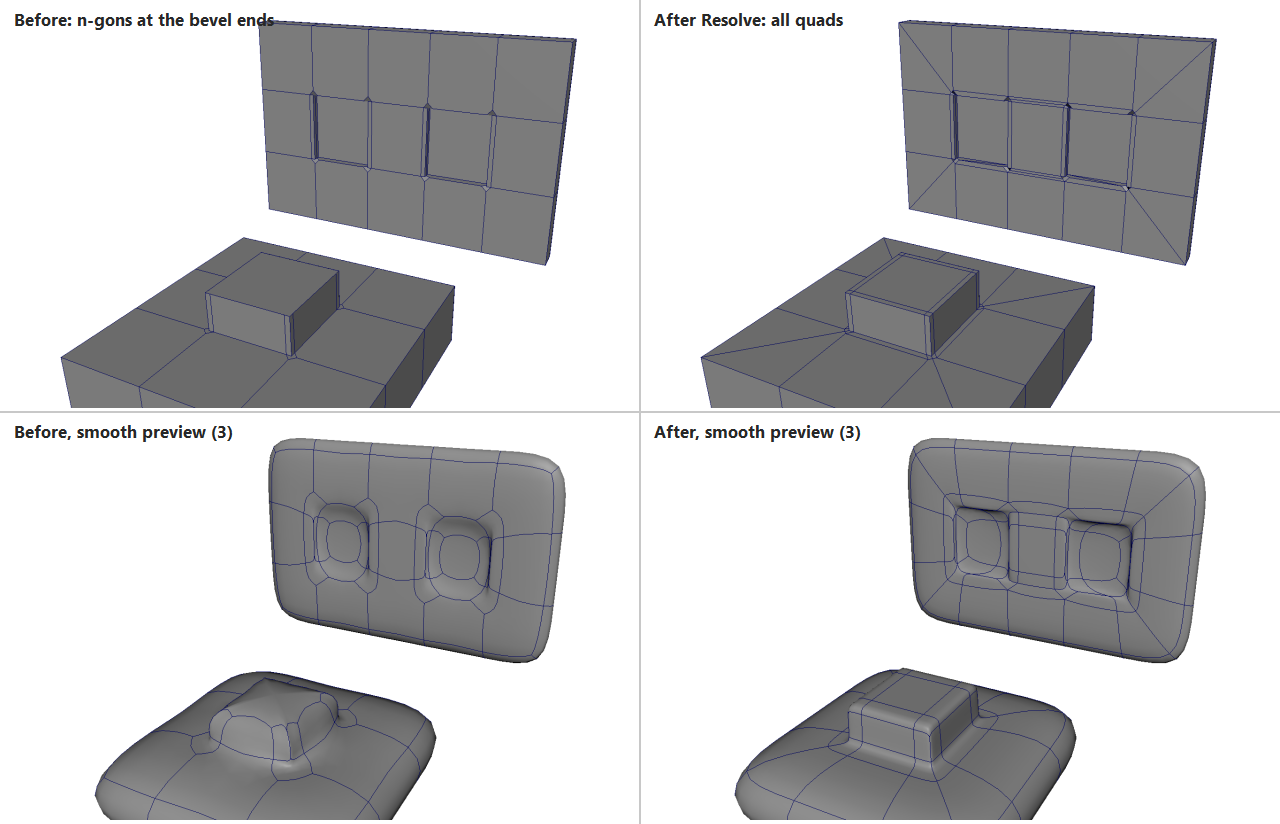 Before: n-gons at the bevel ends
After Resolve: all quads
Before, smooth preview (3)
After, smooth preview (3)